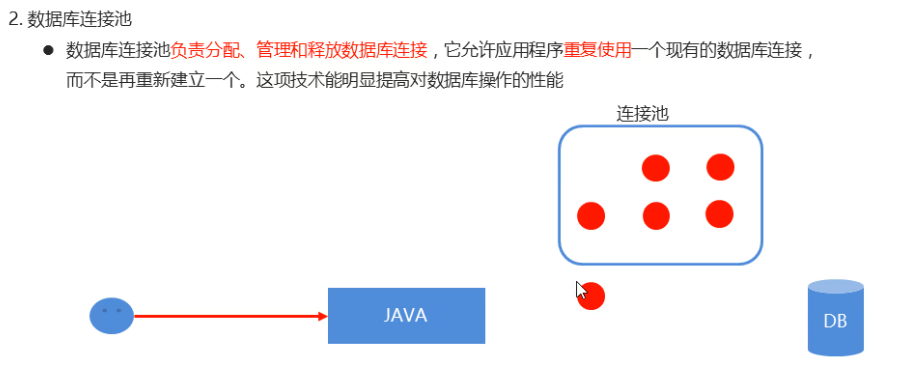 2. 数据库连接池
● 数据库连接池负责分配、管理和释放数据库连接，它允许应用程序重复使用一个现有的数据库连接，
而不是再重新建立一个。这项技术能明显提高对数据库操作的性能
连接池
JAVA
DB